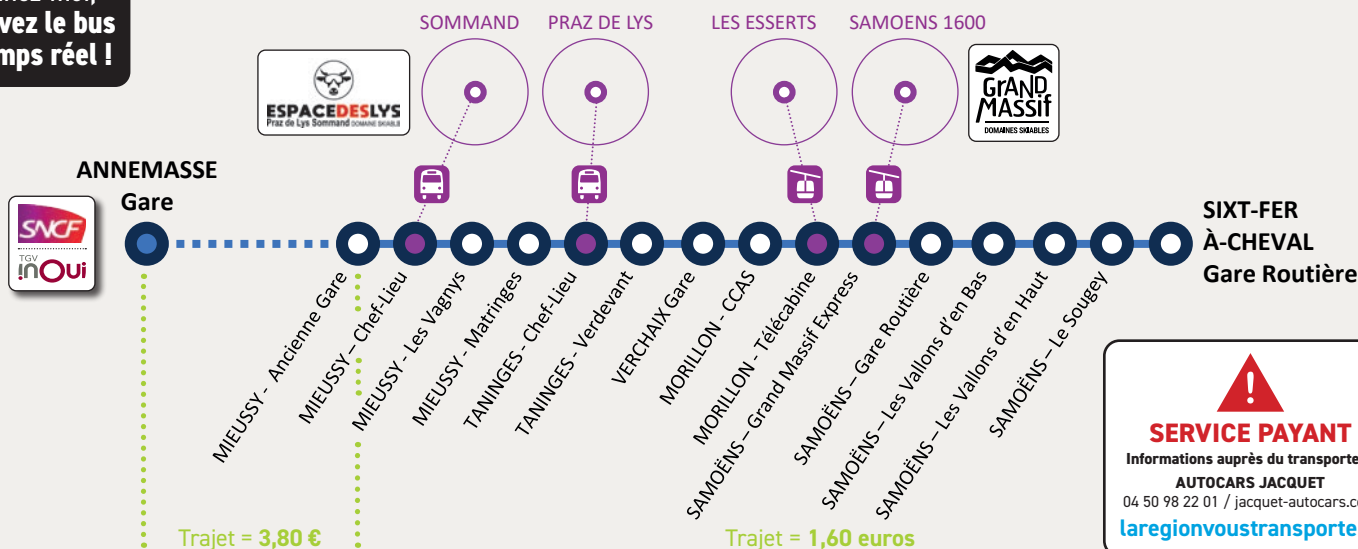 vez le bus
mps réel !
SOMMAND
PRAZ DE LYS
LES ESSERTS
SAMOENS 1600
ESPACEDESLYS
Praz de Lys Sommand DOMAINE SKIABLE
GRAND
MASSIF
DOMAINES SKIABLES
ANNEMASSE
Gare
SNCF
TGV
inOui
SIXT-FER
À-CHEVAL
Gare Routière
MIEUSSY - Ancienne Gare
MIEUSSY – Chef-Lieu
MIEUSSY - Les Vagnys
MIEUSSY - Matringes
TANINGES - Chef-Lieu
TANINGES - Verdevant
VERCHAIX Gare
MORILLON - CCAS
MORILLON - Télécabine
SAMOËNS – Grand Massif Express
SAMOËNS – Gare Routière
SAMOËNS – Les Vallons d'en Bas
SAMOËNS – Les Vallons d'en Haut
SAMOËNS – Le Sougey
Trajet = 3,80 €
Trajet = 1,60 euros
!
SERVICE PAYANT
Informations auprès du transporte
AUTOCARS JACQUET
04 50 98 22 01 / jacquet-autocars.c
laregionvoustransporte